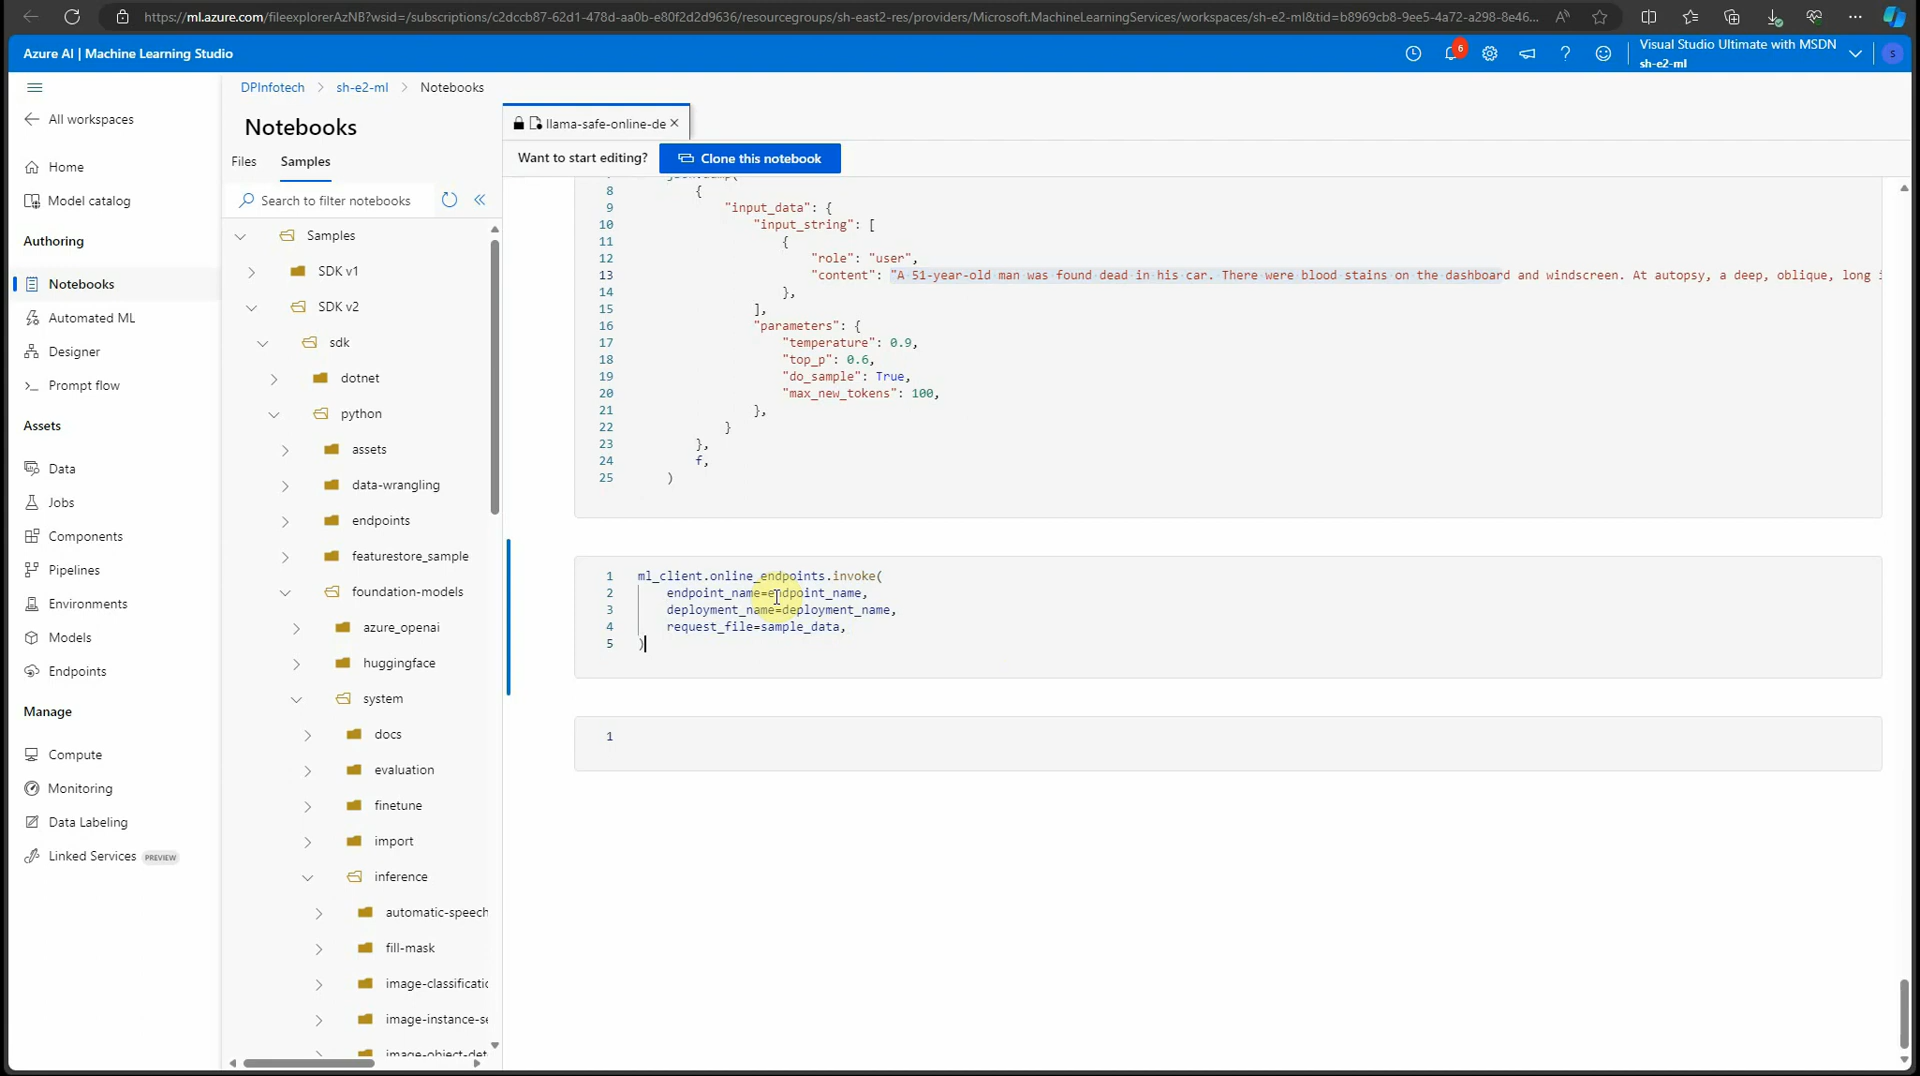 https://ml.azure.com/fileexplorerAzNB?wsid=/subscriptions/c2dccb87-62d1-478d-aa0b-e80f2d2d9636/resourcegroups/sh-east2-res/providers/Microsoft.MachineLearningServices/workspaces/sh-e2-ml&tid=b8969cb8-9ee5-4a72-a298-8e46...
Azure AI | Machine Learning Studio
6
Visual Studio Ultimate with MSDN
sh-e2-ml
S
All workspaces
Home
Model catalog
Authoring
Notebooks
Automated ML
Designer
Prompt flow
Assets
Data
Jobs
Components
Pipelines
Environments
Models
Endpoints
Manage
Compute
Monitoring
Data Labeling
Linked Services PREVIEW
DPInfotech > sh-e2-ml > Notebooks
Notebooks
Files Samples
Search to filter notebooks
Samples
SDK v1
SDK v2
sdk
dotnet
python
assets
data-wrangling
endpoints
featurestore_sample
foundation-models
azure_openai
huggingface
system
docs
evaluation
finetune
import
inference
automatic-speech
fill-mask
image-classificatio
image-instance-se
image-object-det
llama-safe-online-de
Want to start editing? Clone this notebook
json.dump(
8 {
9 "input_data": {
10 "input_string": [
11 {
12 "role": "user",
13 "content": "A 51-year-old man was found dead in his car. There were blood stains on the dashboard and windscreen. At autopsy, a deep, oblique, long i
14 },
15 ],
16 "parameters": {
17 "temperature": 0.9,
18 "top_p": 0.6,
19 "do_sample": True,
20 "max_new_tokens": 100,
21 },
22 }
23 },
24 f,
25 )
1 ml_client.online_endpoints.invoke(
2 endpoint_name=endpoint_name,
3 deployment_name=deployment_name,
4 request_file=sample_data,
5 )
1